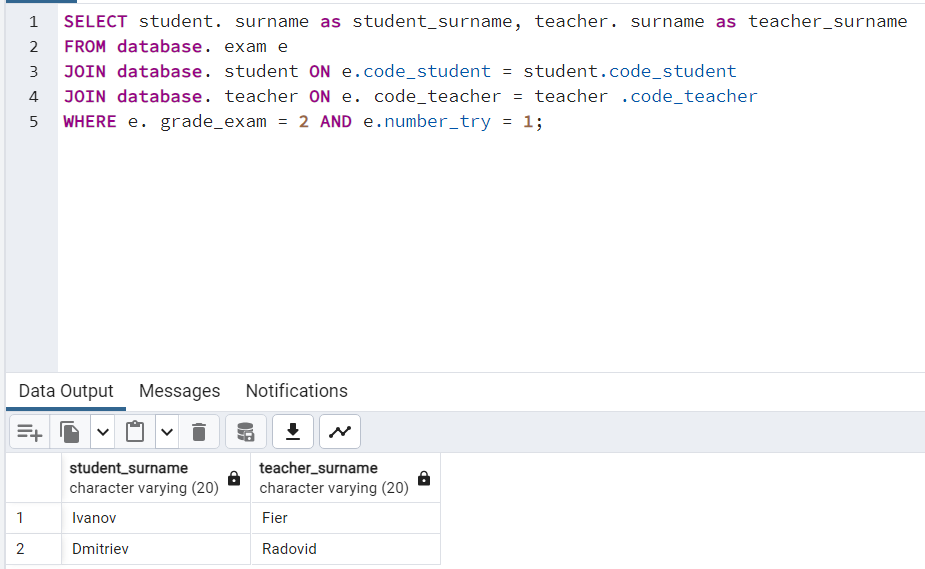 1 SELECT student. surname as student_surname, teacher. surname as teacher_surname
2 FROM database. exam e
3 JOIN database. student ON e.code_student = student.code_student
4 JOIN database. teacher ON e. code_teacher = teacher .code_teacher
5 WHERE e. grade_exam = 2 AND e.number_try = 1;
Data Output Messages Notifications
student_surname teacher_surname
character varying (20) character varying (20)
1 Ivanov Fier
2 Dmitriev Radovid